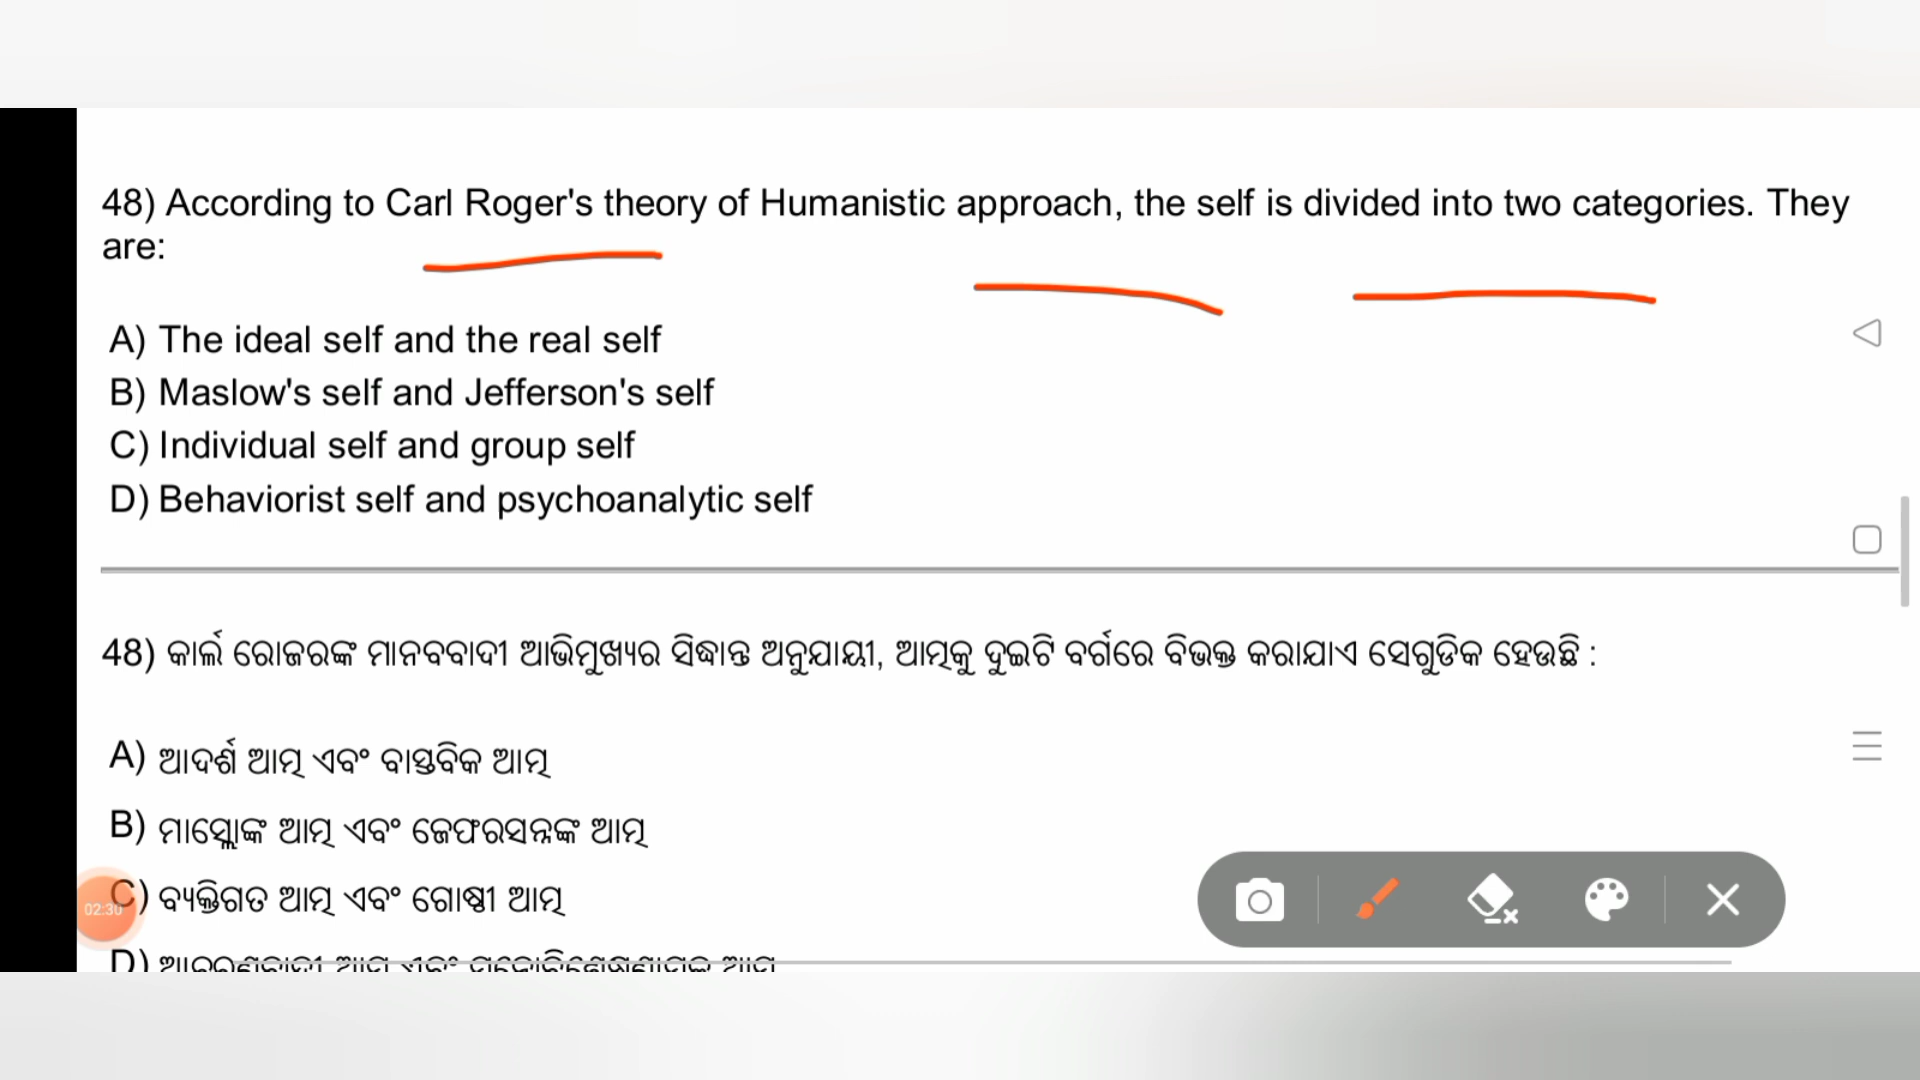 48) According to Carl Roger's theory of Humanistic approach, the self is divided into two categories. They
are:
A) The ideal self and the real self
B) Maslow's self and Jefferson's self
C) Individual self and group self
D) Behaviorist self and psychoanalytic self
48) କାର୍ଲ ରୋଜରଙ୍କ ମାନବବାଦୀ ଆଭିମୁଖ୍ୟର ସିଦ୍ଧାନ୍ତ ଅନୁଯାୟୀ, ଆତ୍ମକୁ ଦୁଇଟି ବର୍ଗରେ ବିଭକ୍ତ କରାଯାଏ ସେଗୁଡିକ ହେଉଛି :
A) ଆଦର୍ଶ ଆତ୍ମ ଏବଂ ବାସ୍ତବିକ ଆତ୍ମ
B) ମାସ୍ଲୋଙ୍କ ଆତ୍ମ ଏବଂ ଜେଫରସନ୍ନଙ୍କ ଆତ୍ମ
C) ବ୍ୟକ୍ତିଗତ ଆତ୍ମ ଏବଂ ଗୋଷ୍ଠୀ ଆତ୍ମ
02:30
D)